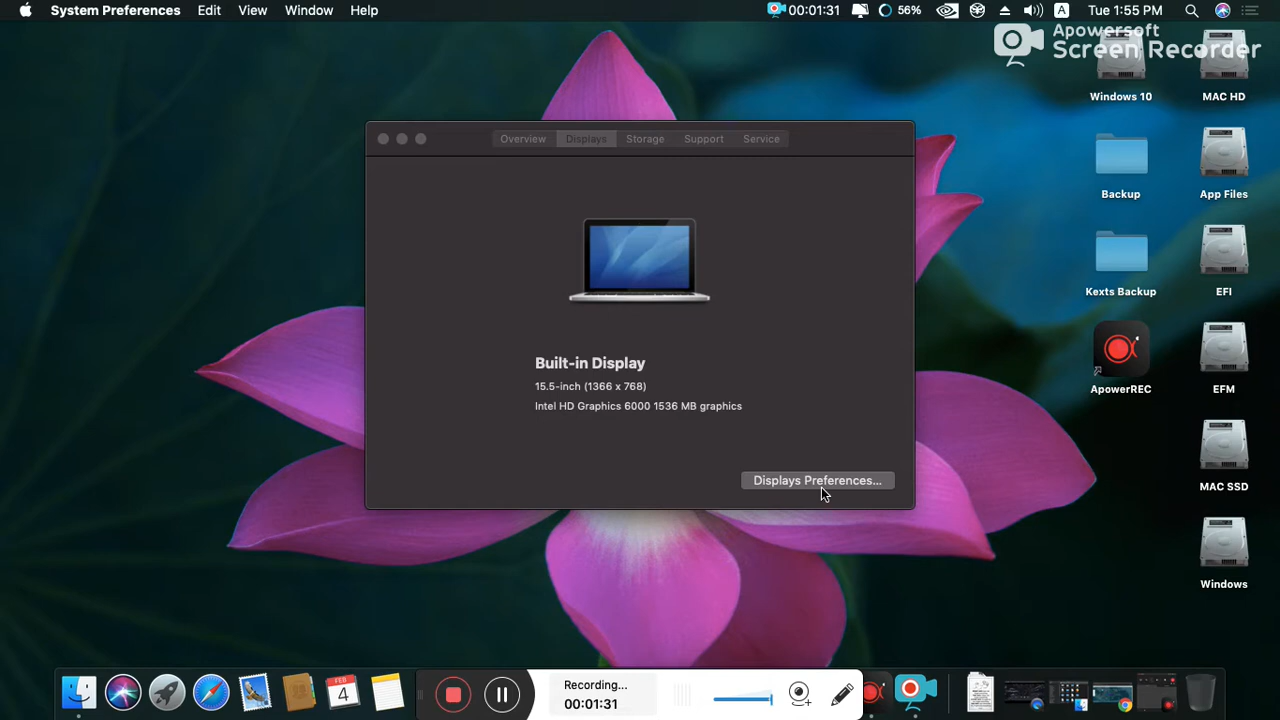 System Preferences Edit View Window Help 00:01:31 56% A Tue 1:55 PM
Apowersoft
Screen Recorder
Windows 10 MAC HD
Overview Displays Storage Support Service
Backup App Files
Kexts Backup EFI
Built-in Display
15.5-inch (1366 x 768)
Intel HD Graphics 6000 1536 MB graphics
ApowerREC EFM
Displays Preferences...
MAC SSD
Windows
FEB
4
Recording...
00:01:31